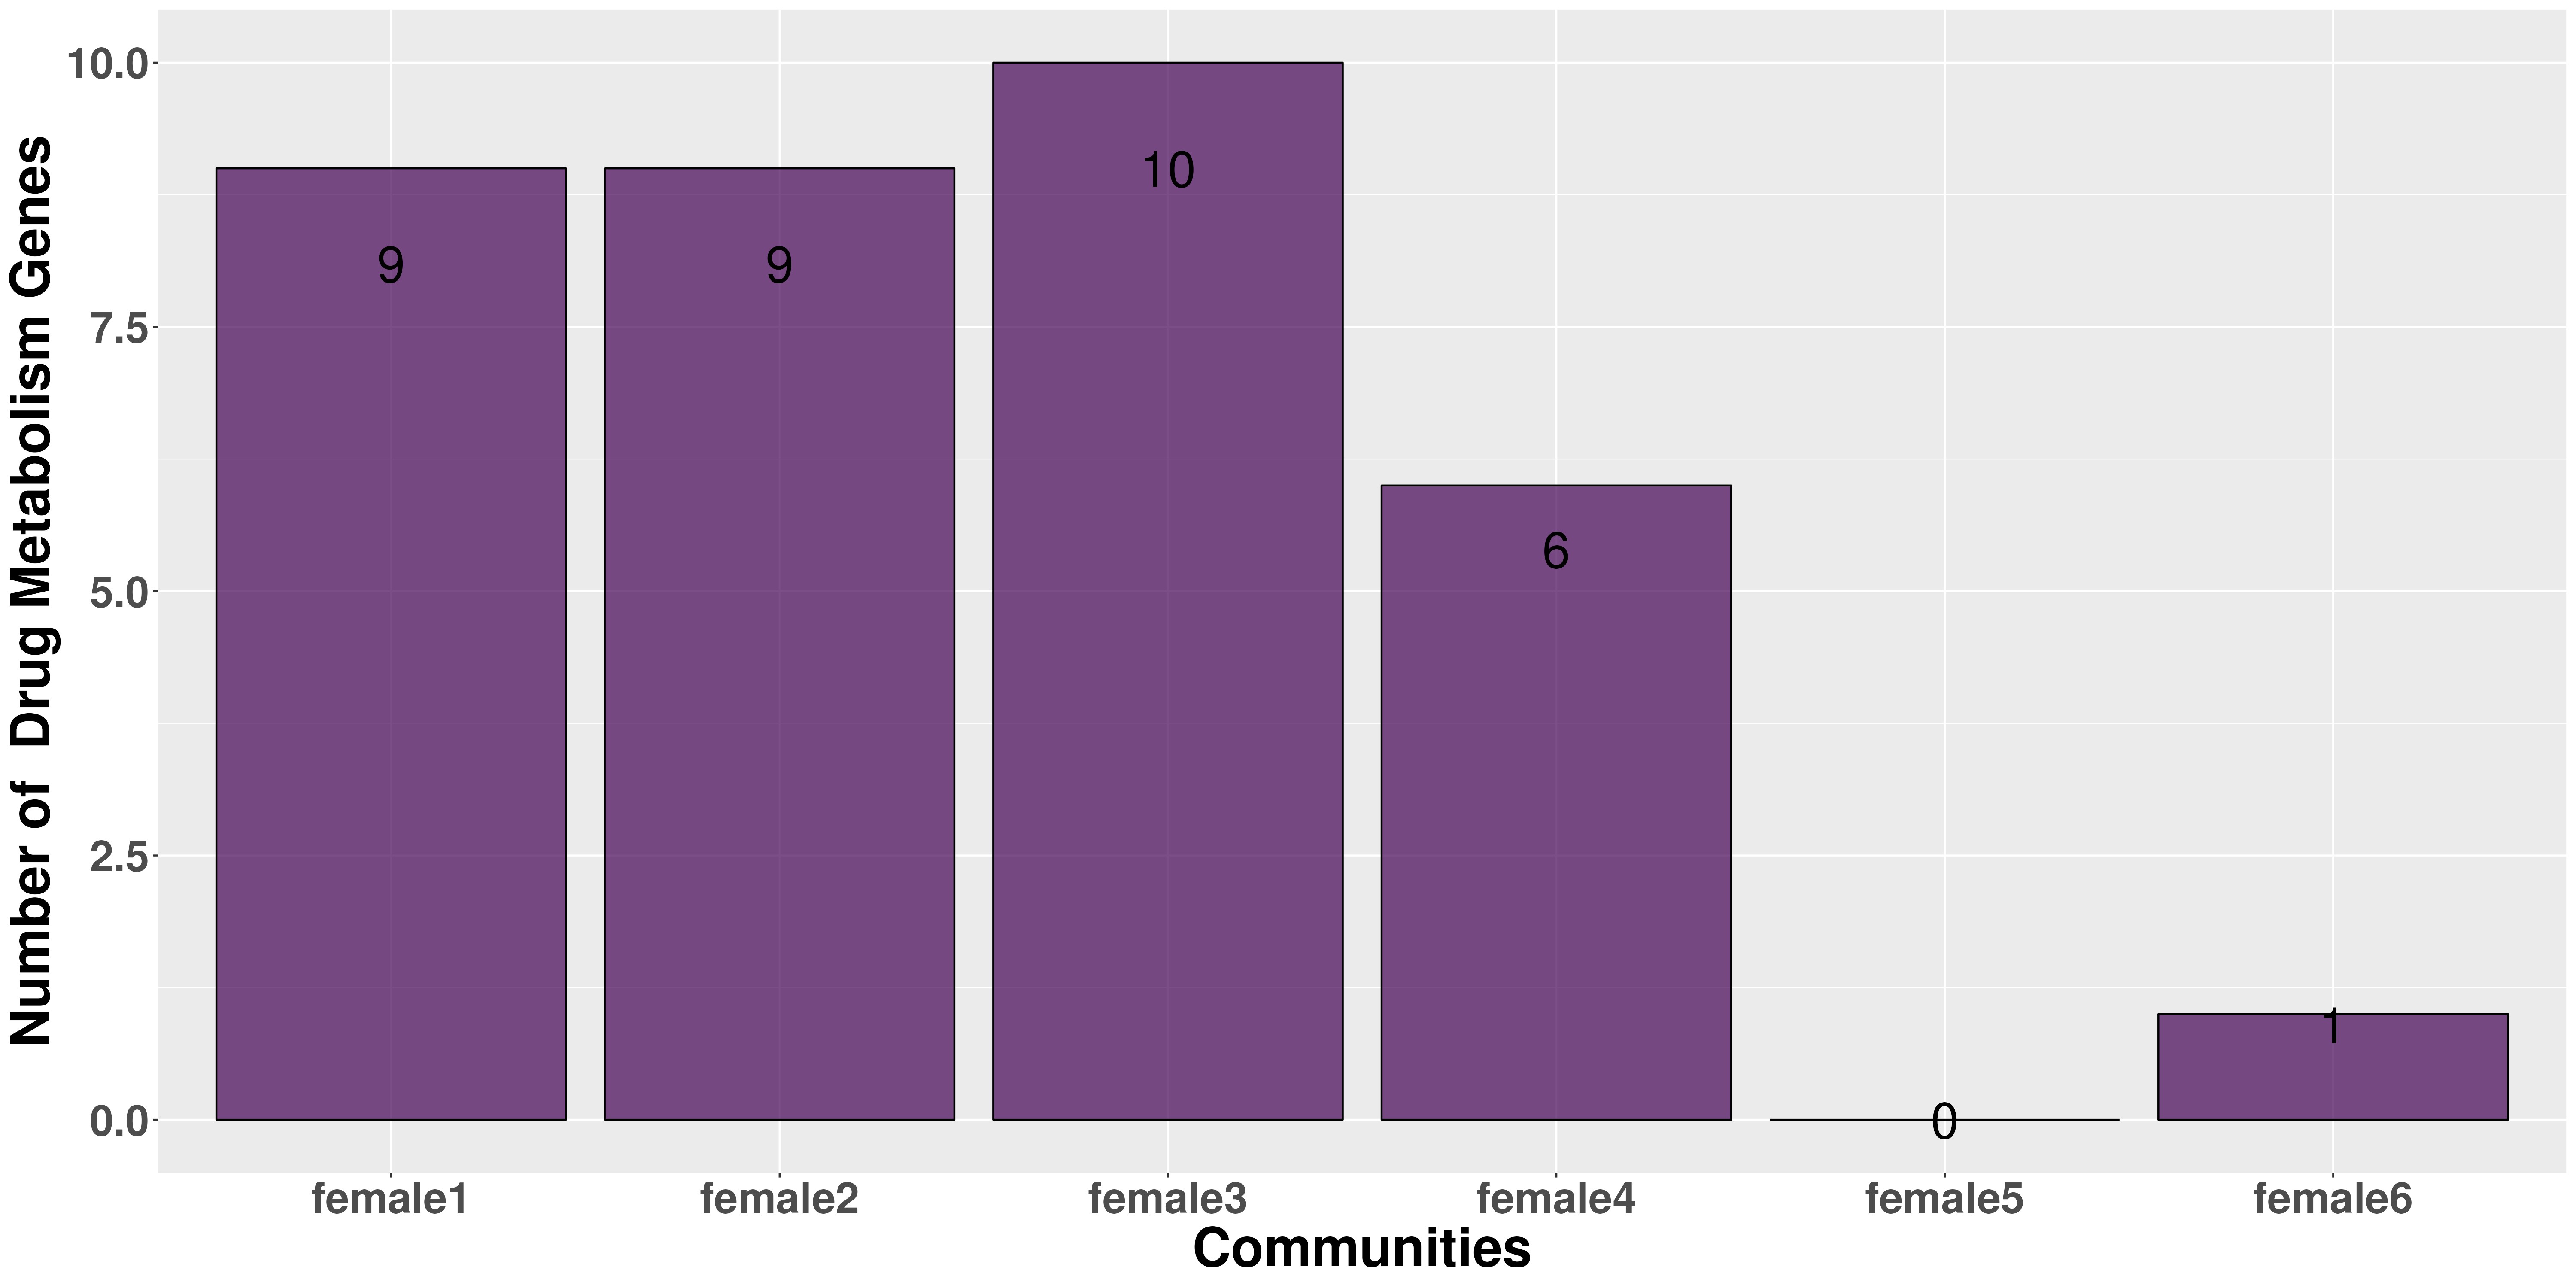 Number of  Drug Metabolism Genes
10.0
7.5
5.0
2.5
0.0
9
9
10
6
0
1
female1
female2
female3
female4
female5
female6
Communities